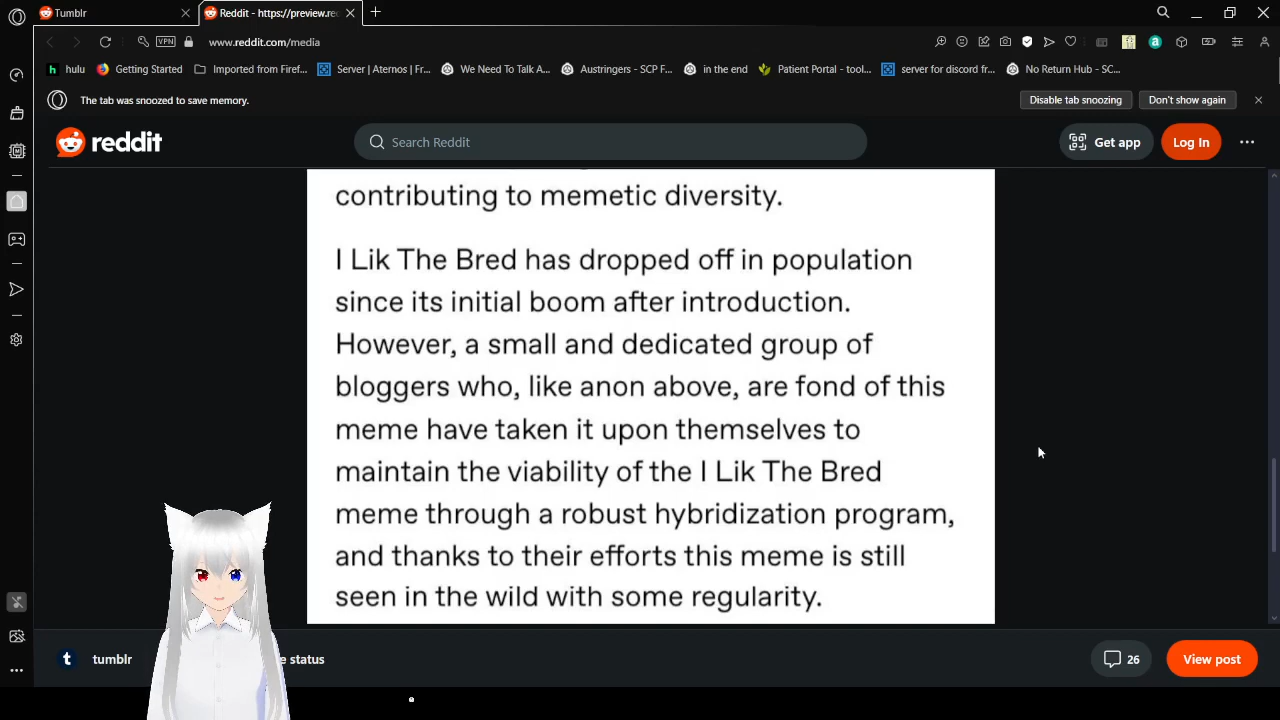 Tumblr
Reddit - https://preview.rec
VPN
www.reddit.com/media
hulu
Getting Started
Imported from Firef...
Server | Aternos | Fr...
We Need To Talk A...
Austringers - SCP F...
in the end
Patient Portal - tool...
server for discord fr...
No Return Hub - SC...
The tab was snoozed to save memory.
Disable tab snoozing
Don't show again
reddit
Search Reddit
Get app
Log In
contributing to memetic diversity.
I Lik The Bred has dropped off in population
since its initial boom after introduction.
However, a small and dedicated group of
bloggers who, like anon above, are fond of this
meme have taken it upon themselves to
maintain the viability of the I Lik The Bred
meme through a robust hybridization program,
and thanks to their efforts this meme is still
seen in the wild with some regularity.
tumblr
status
26
View post